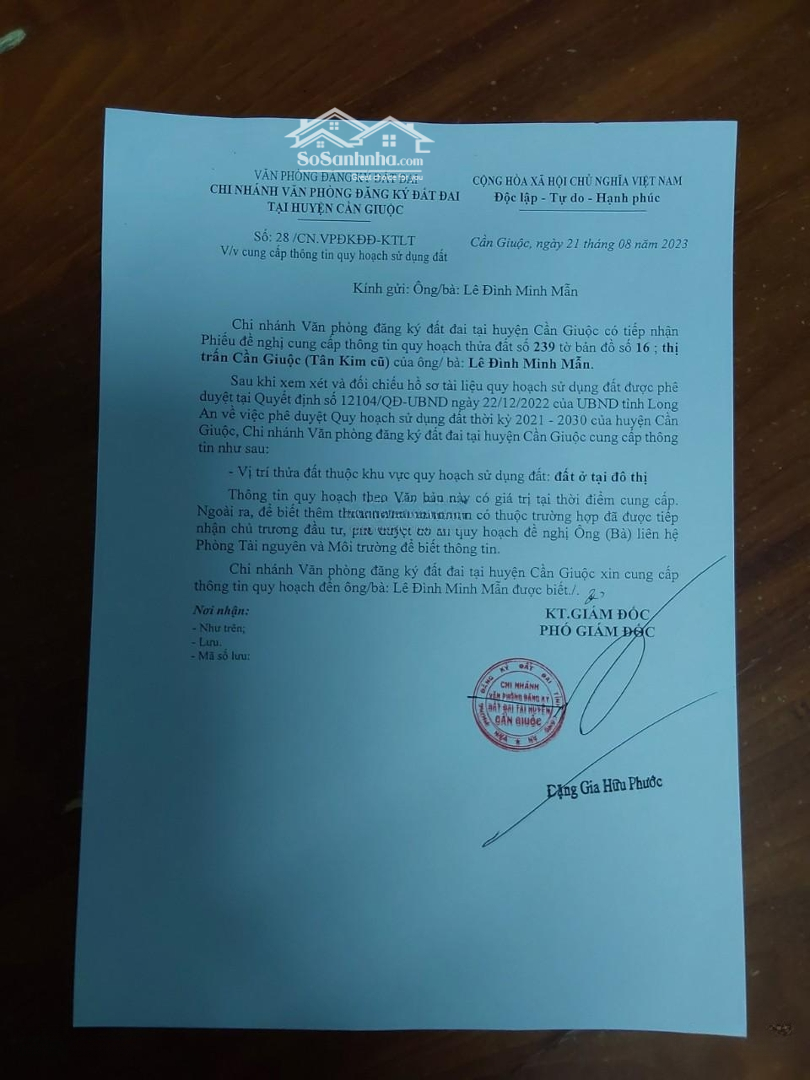 SoSanhnha.com
Great choice for you
VĂN PHÒNG ĐĂNG
CHI NHÁNH VĂN PHÒNG ĐĂNG KÝ ĐẤT ĐAI
TẠI HUYỆN CẦN GIUỘC
Số: 28 /CN.VPĐKĐĐ-KTLT
V/v cung cấp thông tin quy hoạch sử dụng đất
CỘNG HÒA XÃ HỘI CHỦ NGHĨA VIỆT NAM
Độc lập - Tự do - Hạnh phúc
Cần Giuộc, ngày 21 tháng 08 năm 2023
Kính gửi: Ông/bà: Lê Đình Minh Mẫn
Chi nhánh Văn phòng đăng ký đất đai tại huyện Cần Giuộc có tiếp nhận
Phiếu đề nghị cung cấp thông tin quy hoạch thửa đất số 239 tờ bản đồ số 16 ; thị
trấn Cần Giuộc (Tân Kim cũ) của ông/ bà: Lê Đình Minh Mẫn.
Sau khi xem xét và đối chiếu hồ sơ tài liệu quy hoạch sử dụng đất được phê
duyệt tại Quyết định số 12104/QĐ-UBND ngày 22/12/2022 của UBND tỉnh Long
An về việc phê duyệt Quy hoạch sử dụng đất thời kỳ 2021 - 2030 của huyện Cần
Giuộc, Chi nhánh Văn phòng đăng ký đất đai tại huyện Cần Giuộc cung cấp thông
tin như sau:
- Vị trí thửa đất thuộc khu vực quy hoạch sử dụng đất: đất ở tại đô thị
Thông tin quy hoạch theo Văn bản này có giá trị tại thời điểm cung cấp.
Ngoài ra, để biết thêm có thuộc trường hợp đã được tiếp
nhận chủ trương đầu tư, quy hoạch đề nghị Ông (Bà) liên hệ
Phòng Tài nguyên và Môi trường để biết thông tin.
Chi nhánh Văn phòng đăng ký đất đai tại huyện Cần Giuộc xin cung cấp
thông tin quy hoạch đến ông/bà: Lê Đình Minh Mẫn được biết./.
Nơi nhận:
- Như trên;
- Lưu.
- Mã số lưu:
KT.GIÁM ĐỐC
PHÓ GIÁM ĐỐC
CHI NHÁNH
VĂN PHÒNG ĐĂNG KÝ
ĐẤT ĐAI TẠI HUYỆN
CẦN GIUỘC
Đặng Gia Hữu Phước